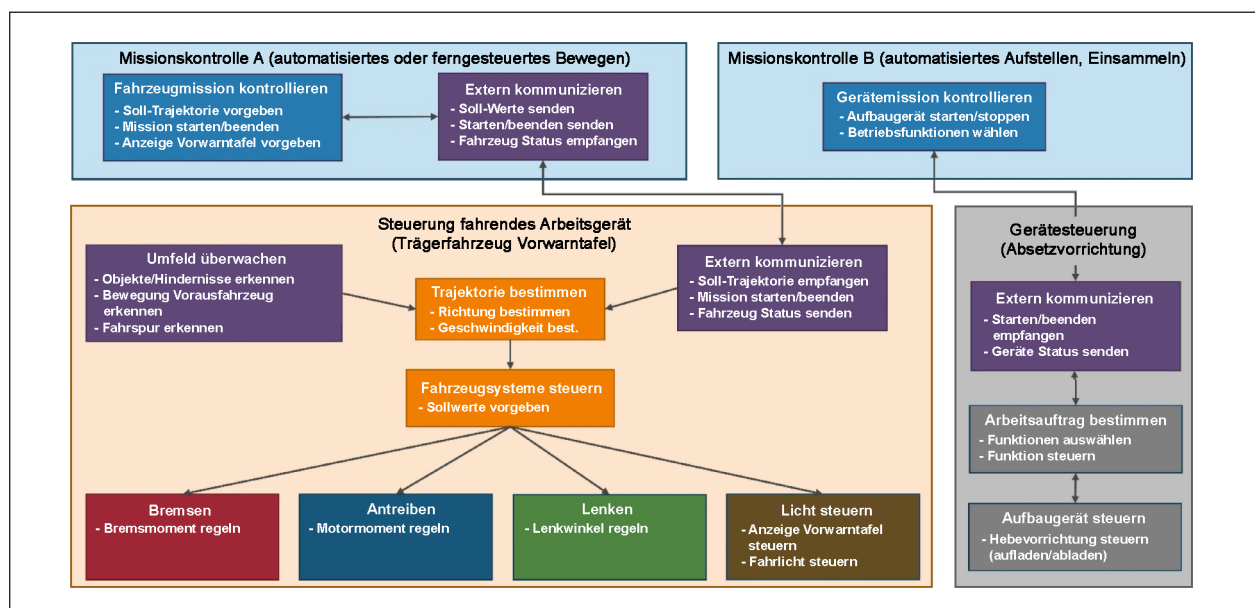 Missionskontrolle A (automatisiertes oder ferngesteuertes Bewegen)
Fahrzeugmission kontrollieren
- Soll-Trajektorie vorgeben
- Mission starten/beenden
- Anzeige Vorwarntafel vorgeben
Extern kommunizieren
- Soll-Werte senden
- Starten/beenden senden
- Fahrzeug Status empfangen
Missionskontrolle B (automatisiertes Aufstellen, Einsammeln)
Gerätemission kontrollieren
- Aufbaugerät starten/stoppen
- Betriebsfunktionen wählen
Steuerung fahrendes Arbeitsgerät
(Trägerfahrzeug Vorwarntafel)
Umfeld überwachen
- Objekte/Hindernisse erkennen
- Bewegung Vorausfahrzeug
erkennen
- Fahrspur erkennen
Trajektorie bestimmen
- Richtung bestimmen
- Geschwindigkeit best.
Extern kommunizieren
- Soll-Trajektorie empfangen
- Mission starten/beenden
- Fahrzeug Status senden
Fahrzeugsysteme steuern
- Sollwerte vorgeben
Bremsen
- Bremsmoment regeln
Antreiben
- Motormoment regeln
Lenken
- Lenkwinkel regeln
Licht steuern
- Anzeige Vorwarntafel
steuern
- Fahrlicht steuern
Gerätesteuerung
(Absetzvorrichtung)
Extern kommunizieren
- Starten/beenden
empfangen
- Geräte Status senden
Arbeitsauftrag bestimmen
- Funktionen auswählen
- Funktion steuern
Aufbaugerät steuern
- Hebevorrichtung steuern
(aufladen/abladen)